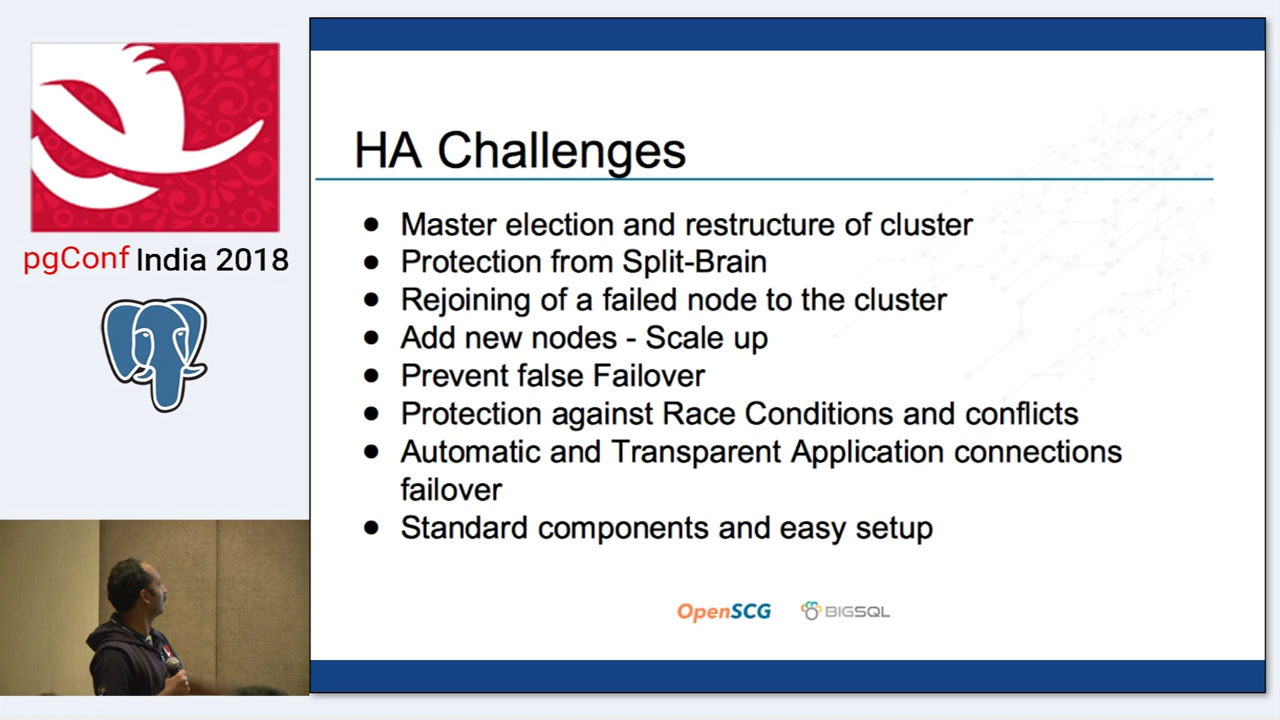 pgConf India 2018
HA Challenges
● Master election and restructure of cluster
● Protection from Split-Brain
● Rejoining of a failed node to the cluster
● Add new nodes - Scale up
● Prevent false Failover
● Protection against Race Conditions and conflicts
● Automatic and Transparent Application connections
failover
● Standard components and easy setup
OpenSCG
BIGSQL